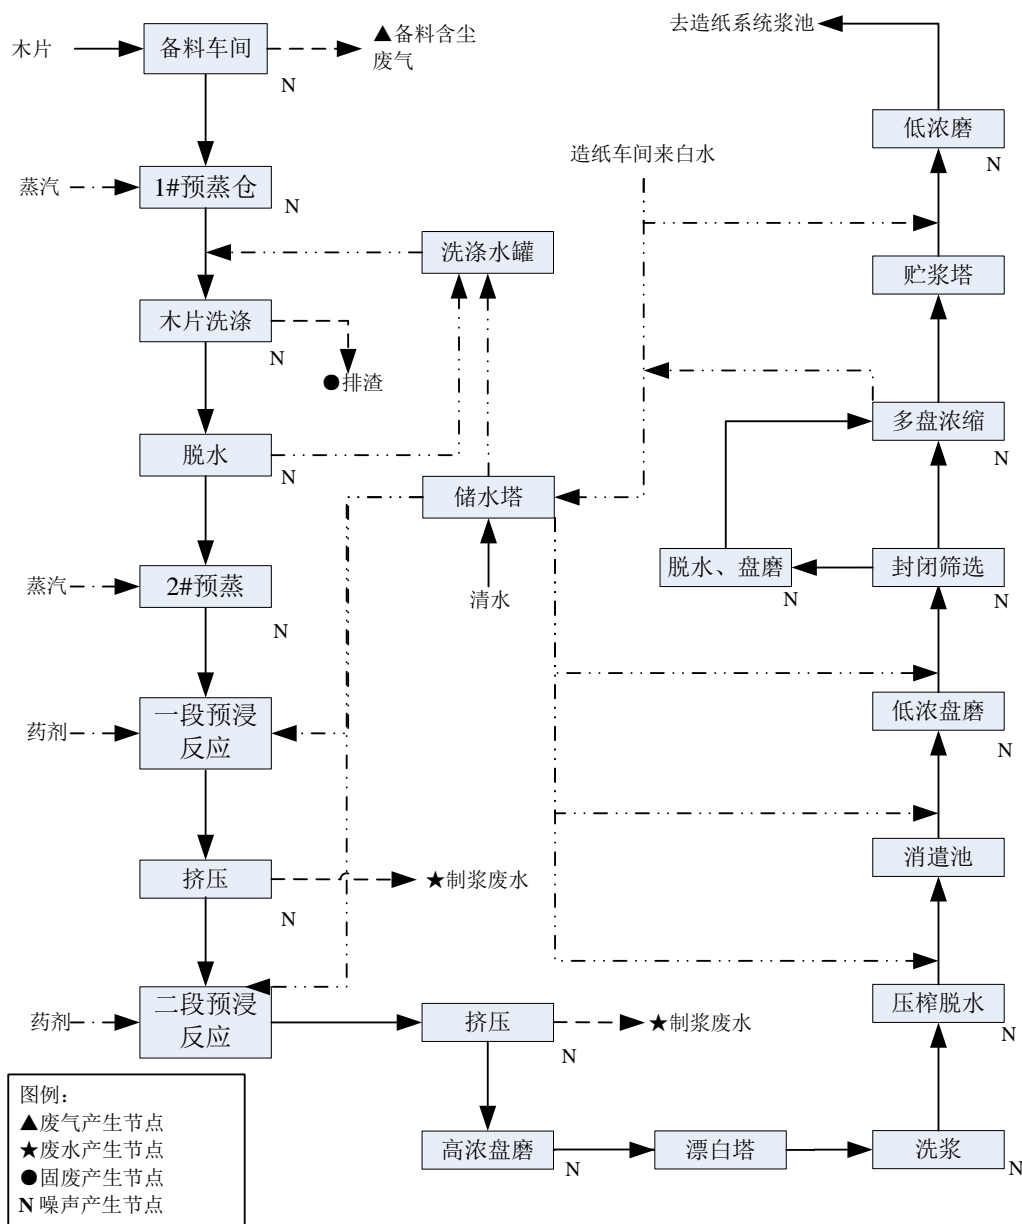 木片
备料车间
▲备料含尘
废气
N
蒸汽
1#预蒸仓
N
木片洗涤
N
●排渣
脱水
N
蒸汽
2#预蒸
N
药剂
一段预浸
反应
挤压
N
★制浆废水
药剂
二段预浸
反应
洗涤水罐
储水塔
清水
挤压
N
★制浆废水
高浓盘磨
N
漂白塔
洗浆
N
压榨脱水
N
消遣池
低浓盘磨
N
封闭筛选
N
脱水、盘磨
N
多盘浓缩
N
贮浆塔
造纸车间来白水
低浓磨
N
去造纸系统浆池
图例：
▲废气产生节点
★废水产生节点
●固废产生节点
N 噪声产生节点